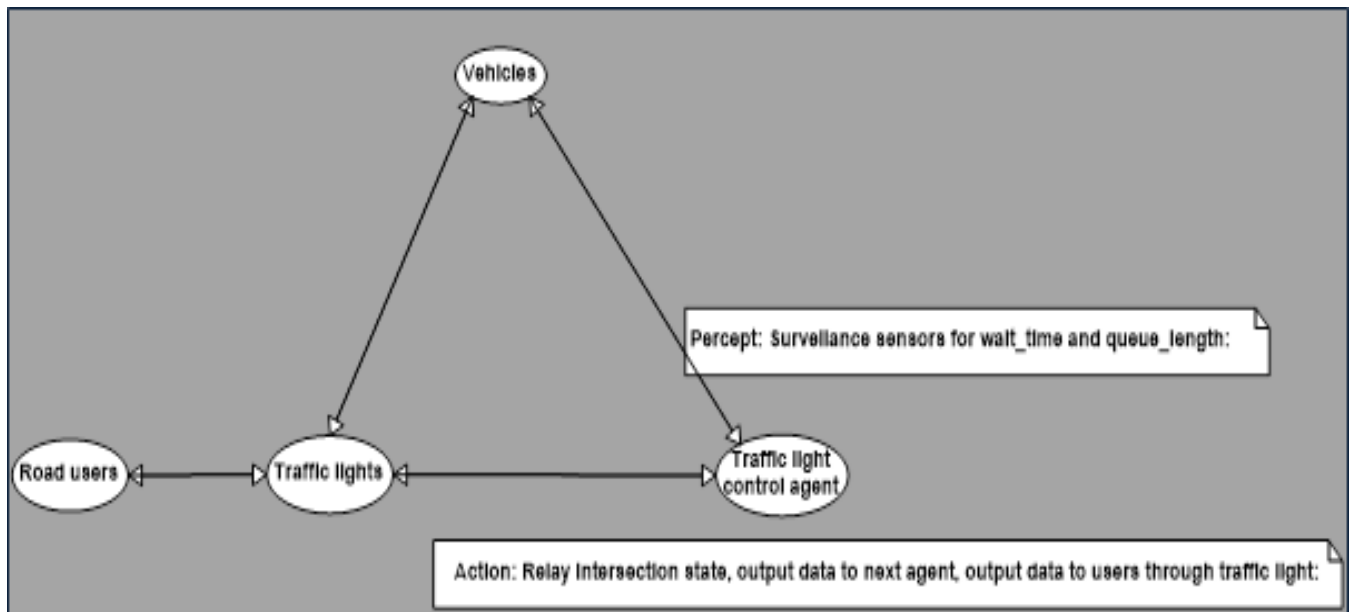 Vehicles
Percept: Surveillance sensors for wait_time and queue_length:
Road users
Traffic lights
Traffic light
control agent
Action: Relay intersection state, output data to next agent, output data to users through traffic light: